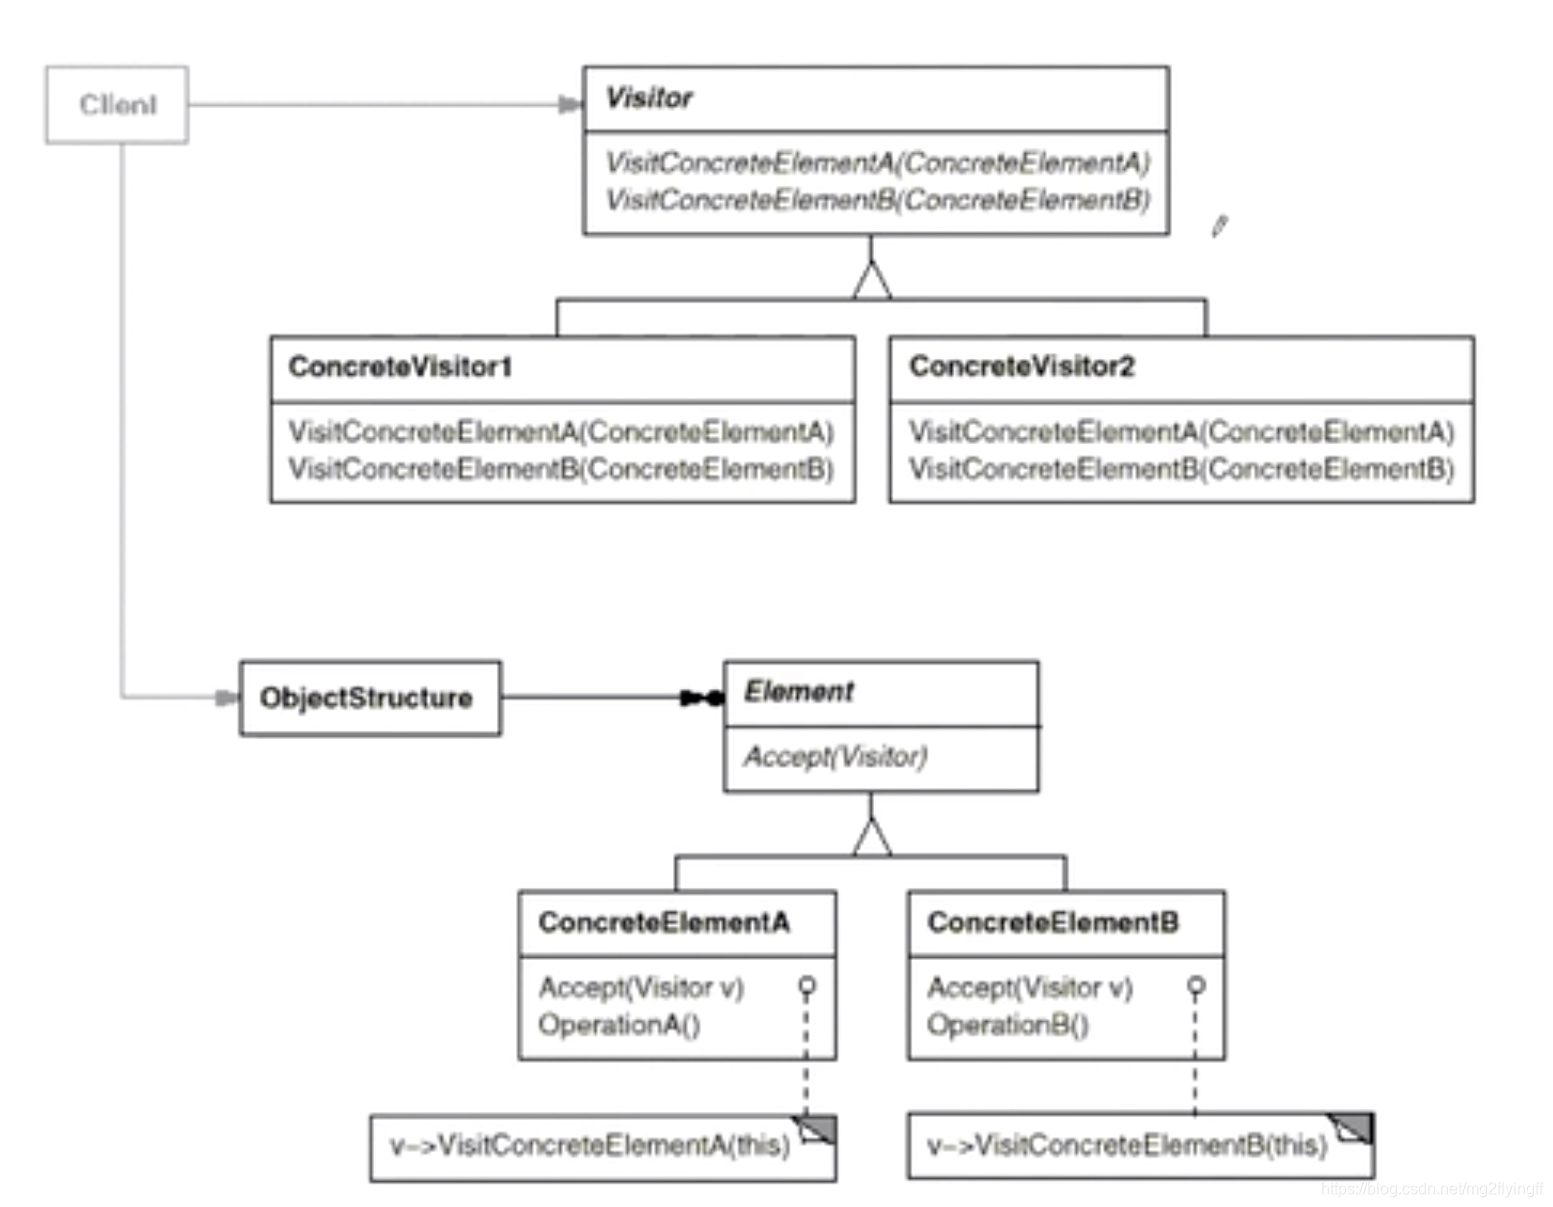 Client
Visitor
VisitConcreteElementA(ConcreteElementA)
VisitConcreteElementB(ConcreteElementB)
ConcreteVisitor1
VisitConcreteElementA(ConcreteElementA)
VisitConcreteElementB(ConcreteElementB)
ConcreteVisitor2
VisitConcreteElementA(ConcreteElementA)
VisitConcreteElementB(ConcreteElementB)
ObjectStructure
Element
Accept(Visitor)
ConcreteElementA
Accept(Visitor v)
OperationA()
ConcreteElementB
Accept(Visitor v)
OperationB()
v−>VisitConcreteElementA(this)
v−>VisitConcreteElementB(this)
https://blog.csdn.net/mg2flyingff